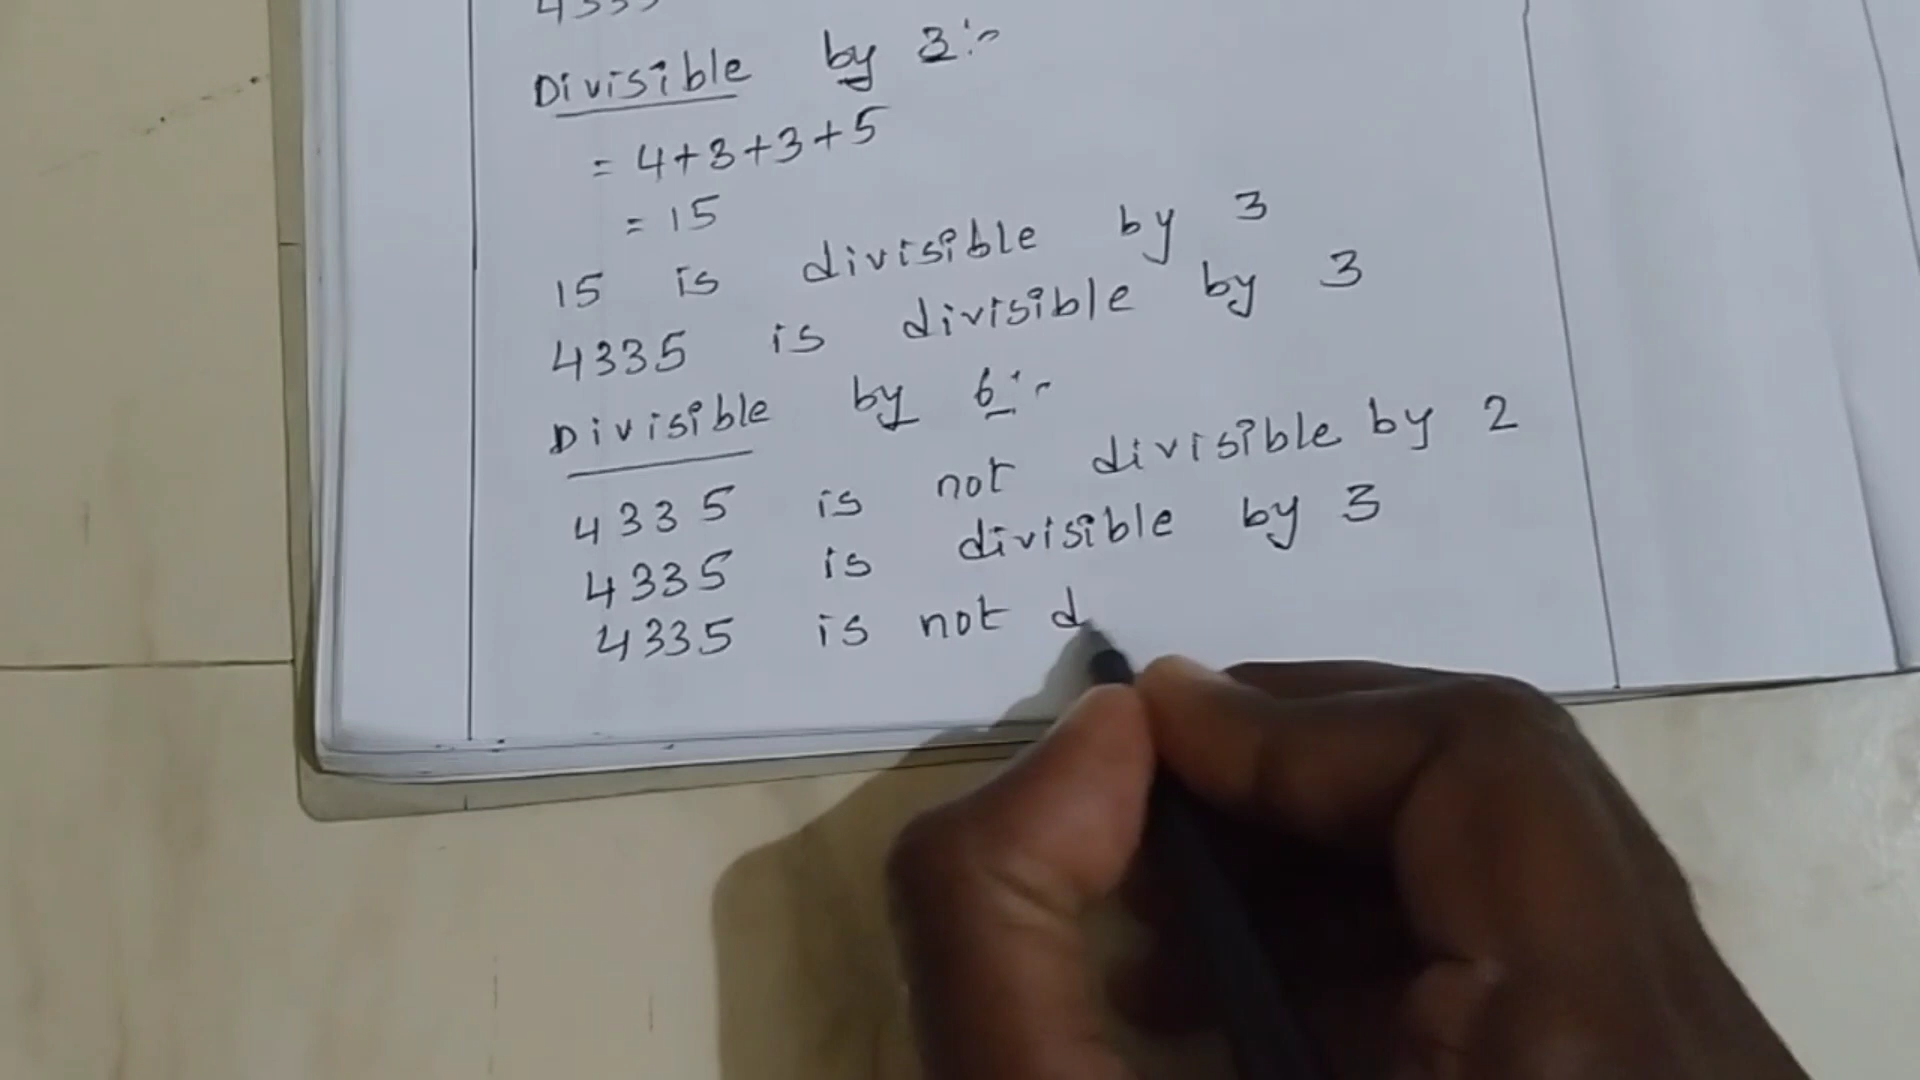 4335
Divisible by 3:-
= 4+3+3+5
= 15
15 is divisible by 3
4335 is divisible by 3
Divisible by 6:-
4335 is not divisible by 2
4335 is divisible by 3
4335 is not d